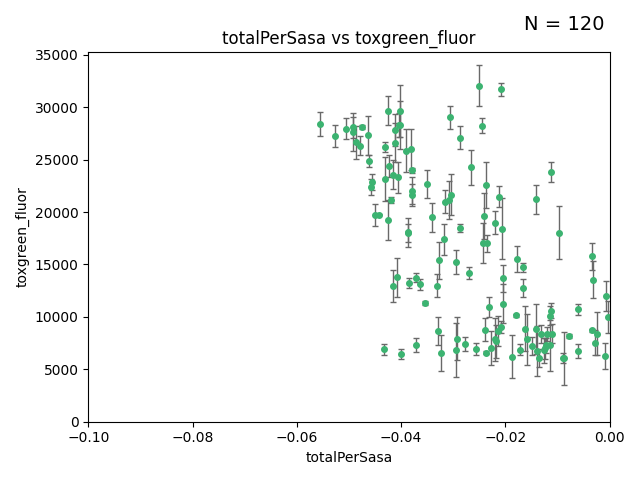 N = 120
totalPerSasa vs toxgreen_fluor
35000
30000
25000
20000
15000
10000
5000
0
toxgreen_fluor
−0.10 −0.08 −0.06 −0.04 −0.02 0.00
totalPerSasa